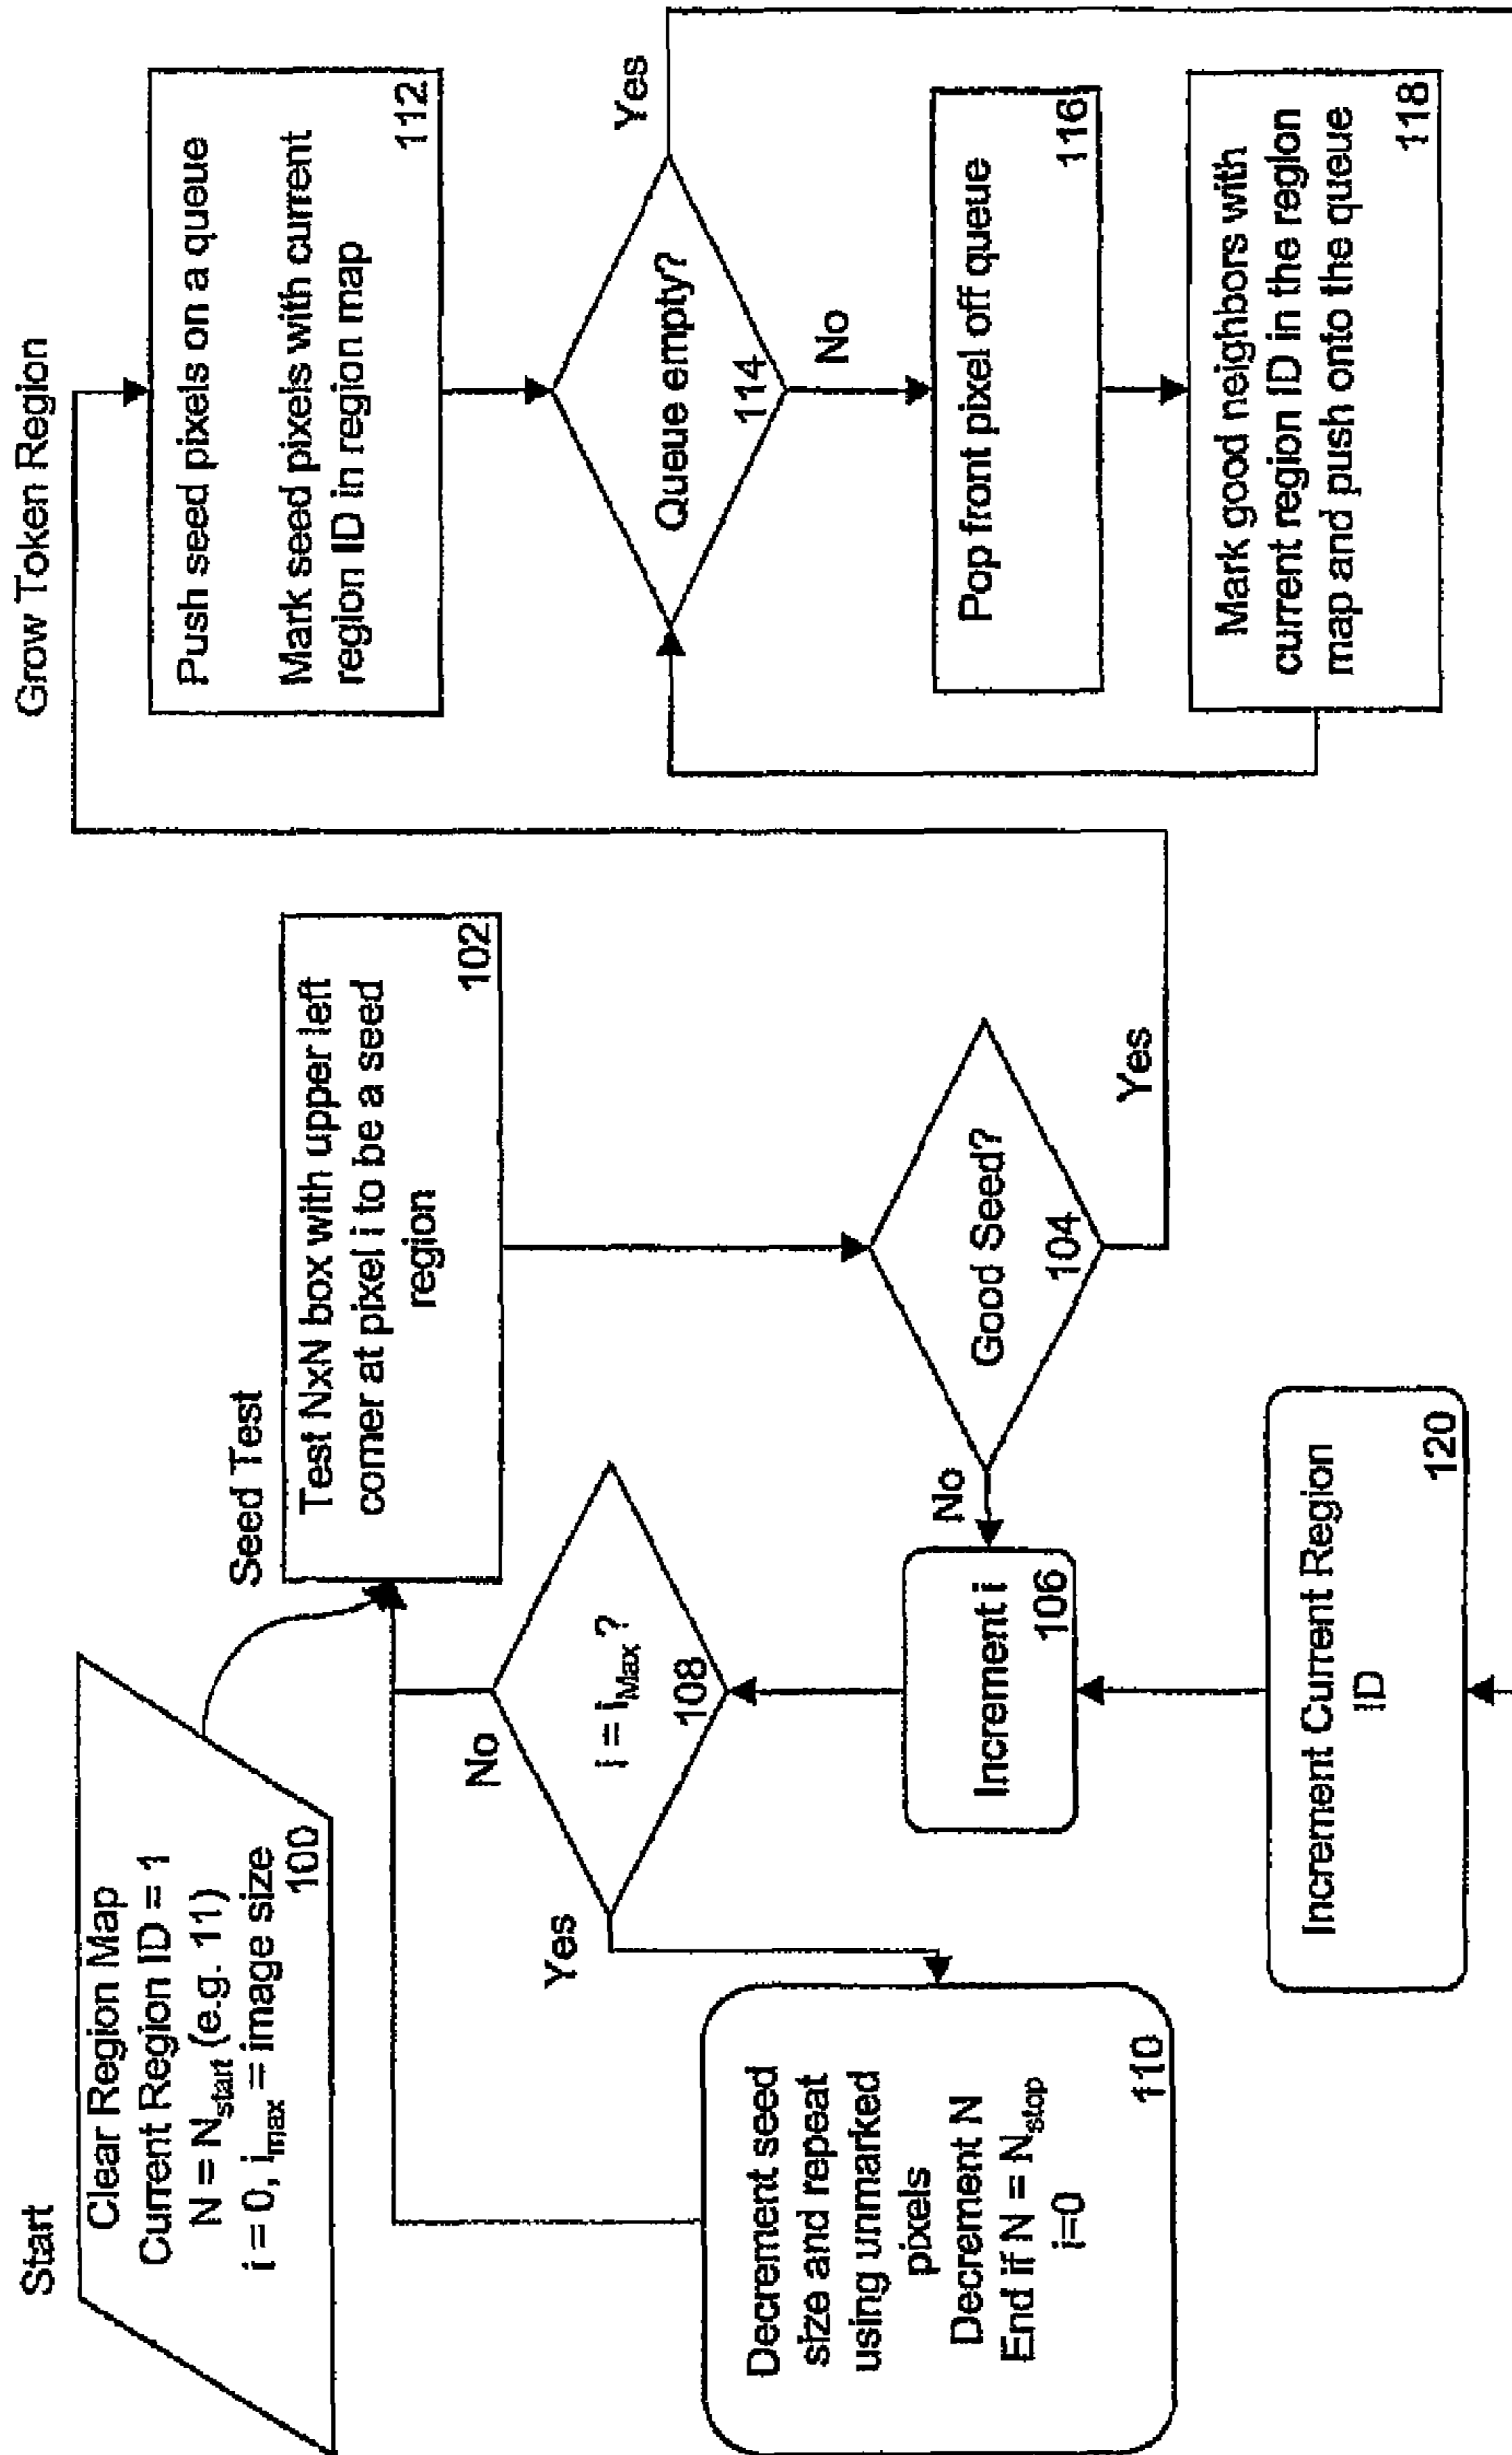 Start
Clear Region Map
Current Region ID = 1
N = Nstart (e.g. 11)
i = 0, imax = image size
100
Seed Test
Test NxN box with upper left
corner at pixel i to be a seed
region
102
Good Seed?
104
No
Yes
Increment i
106
i = iMax?
108
No
Yes
Decrement seed
size and repeat
using unmarked
pixels
Decrement N
End if N = Nstop
i=0
110
Increment Current Region
ID
120
Grow Token Region
Push seed pixels on a queue
Mark seed pixels with current
region ID in region map
112
Queue empty?
114
Yes
No
Pop front pixel off queue
116
Mark good neighbors with
current region ID in the region
map and push onto the queue
118